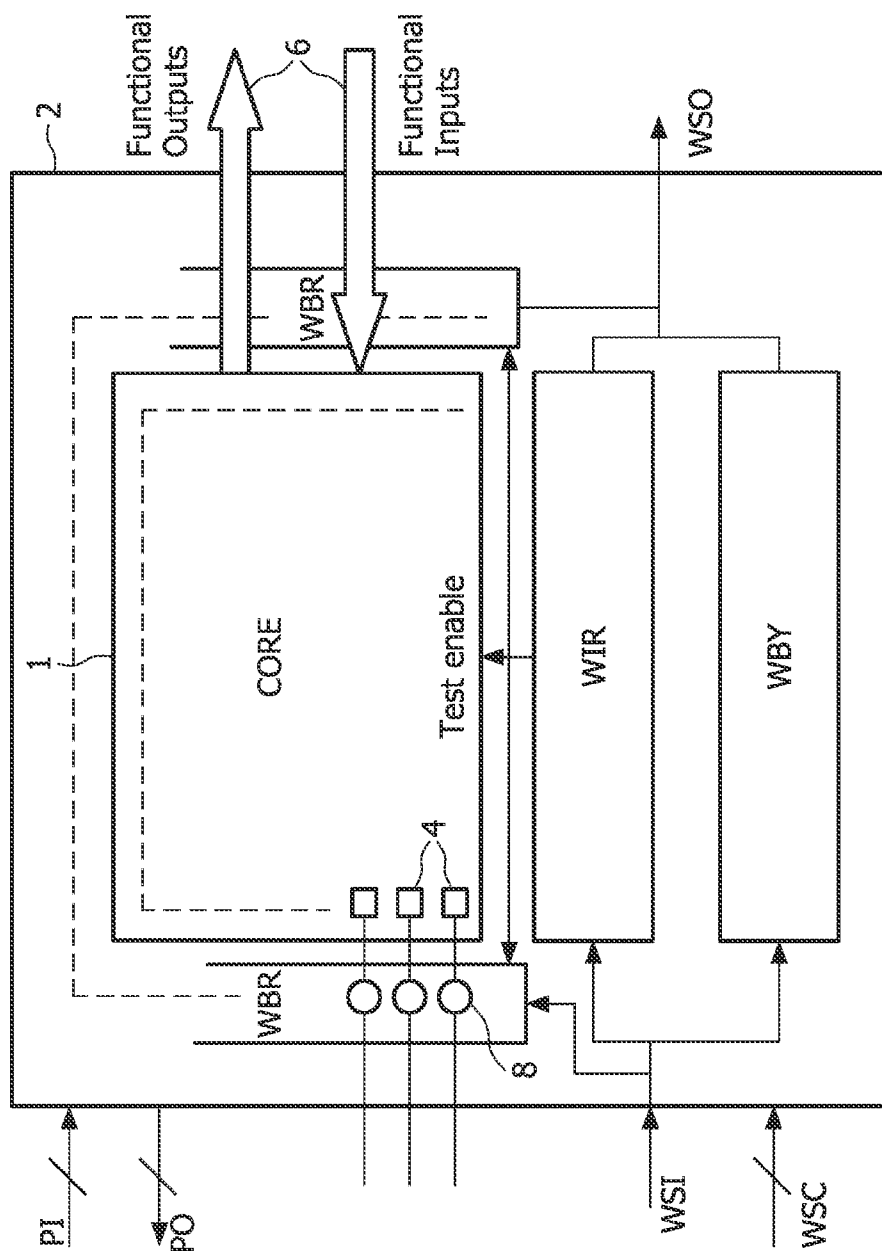 2
1
6
Functional
Outputs
Functional
Inputs
WBR
CORE
4
Test enable
WBR
8
WIR
WBY
WSO
PI
PO
WSI
WSC